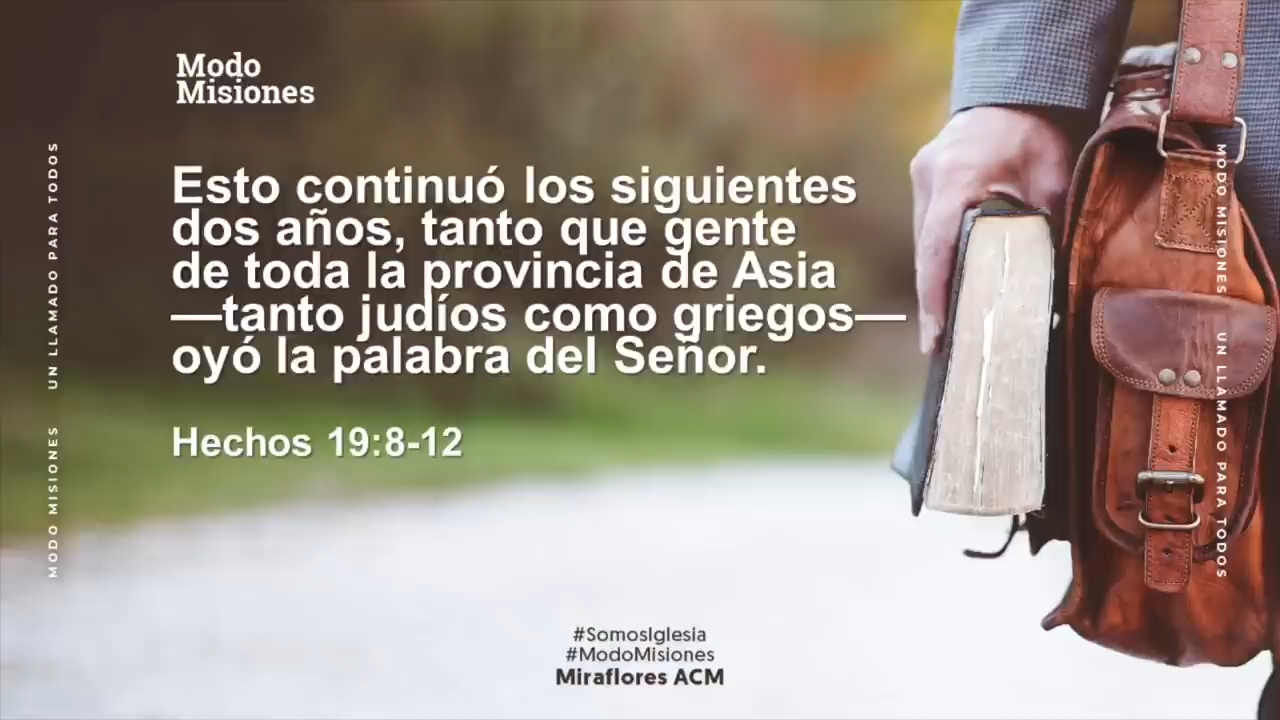 Modo
Misiones
Esto continuó los siguientes
dos años, tanto que gente
de toda la provincia de Asia
—tanto judíos como griegos—
oyó la palabra del Señor.
Hechos 19:8-12
MODO MISIONES UN LLAMADO PARA TODOS
MODO MISIONES UN LLAMADO PARA TODOS
#SomosIglesia
#ModoMisiones
Miraflores ACM